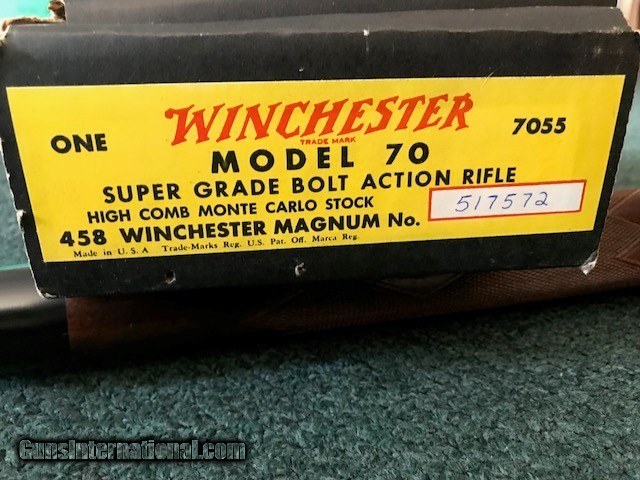 ONE WINCHESTER 7055
TRADE MARK
MODEL 70
SUPER GRADE BOLT ACTION RIFLE
HIGH COMB MONTE CARLO STOCK
458 WINCHESTER MAGNUM No. 517572
Made in U.S.A Trade-Marks Reg. U.S. Pat. Off. Marca Reg.
GunsInternational.com